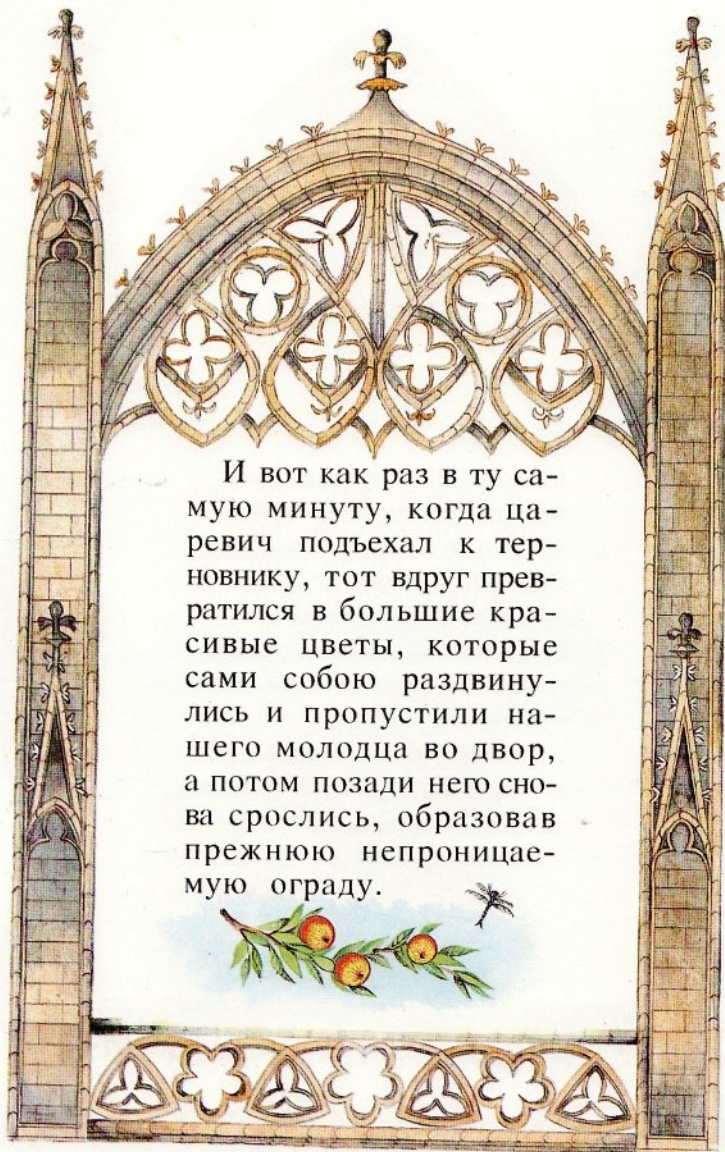 И вот как раз в ту са-
мую минуту, когда ца-
ревич подъехал к тер-
новнику, тот вдруг прев-
ратился в большие кра-
сивые цветы, которые
сами собою раздвину-
лись и пропустили на-
шего молодца во двор,
а потом позади него сно-
ва срослись, образовав
прежнюю непроницае-
мую ограду.